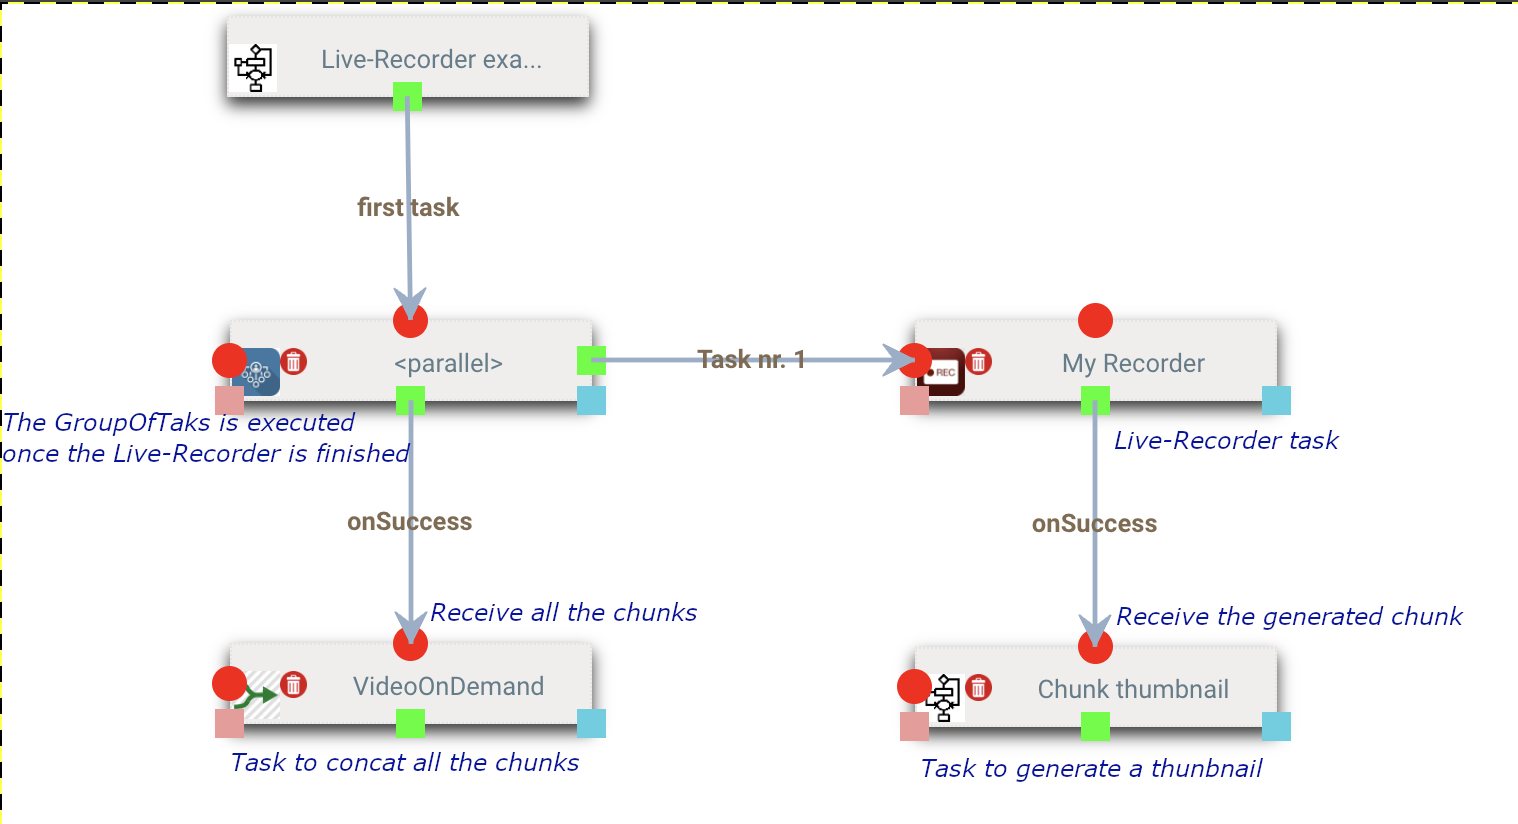 Live-Recorder exa...
first task
<parallel>
Task nr. 1
REC
My Recorder
The GroupOfTaks is executed
once the Live-Recorder is finished
Live-Recorder task
onSuccess
onSuccess
Receive all the chunks
Receive the generated chunk
VideoOnDemand
Chunk thumbnail
Task to concat all the chunks
Task to generate a thunbnail